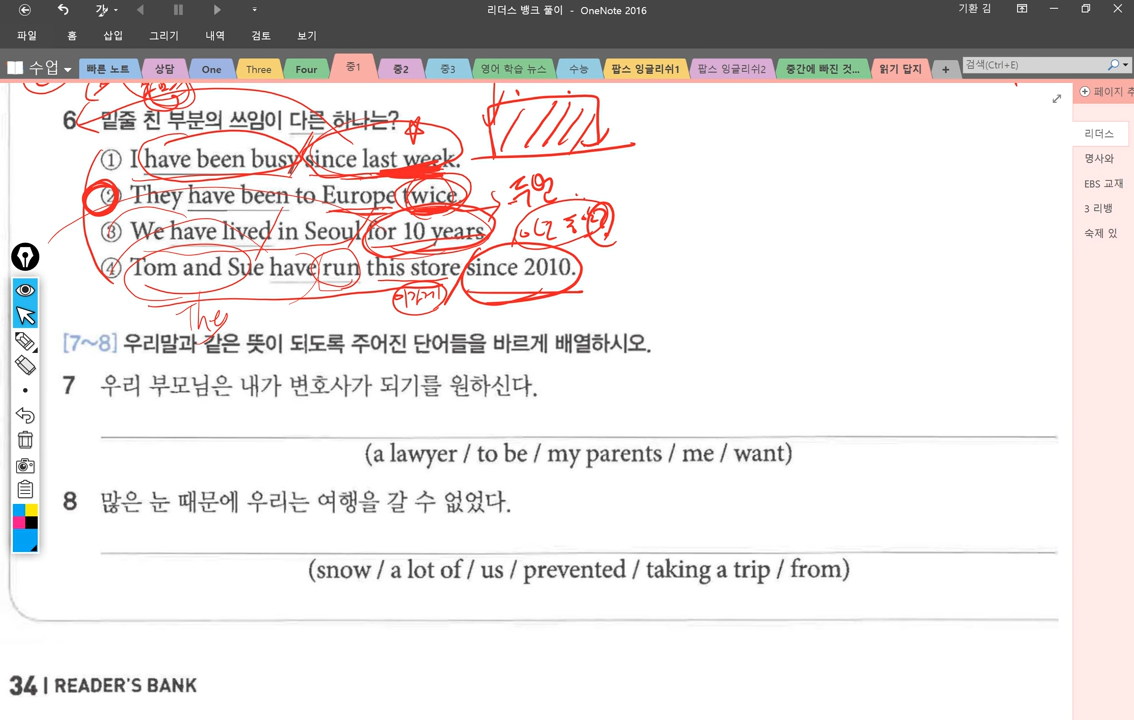 리더스 뱅크 풀이 - OneNote 2016
기환 김
파일 홈 삽입 그리기 내역 검토 보기
수업
빠른 노트 상담 One Three Four 중1 중2 중3 영어 학습 뉴스 수능 팝스 잉글리쉬1 팝스 잉글리쉬2 중간에 빠진 것... 읽기 답지 +
검색(Ctrl+E)
페이지 추
리더스
명사와
EBS 교재
3 리뱅
숙제 있
6 밑줄 친 부분의 쓰임이 다른 하나는?
① I have been busy since last week.
② They have been to Europe twice.
③ We have lived in Seoul for 10 years.
④ Tom and Sue have run this store since 2010.
이가게
They
[7~8] 우리말과 같은 뜻이 되도록 주어진 단어들을 바르게 배열하시오.
7 우리 부모님은 내가 변호사가 되기를 원하신다.
(a lawyer / to be / my parents / me / want)
8 많은 눈 때문에 우리는 여행을 갈 수 없었다.
(snow / a lot of / us / prevented / taking a trip / from)
34 | READER'S BANK